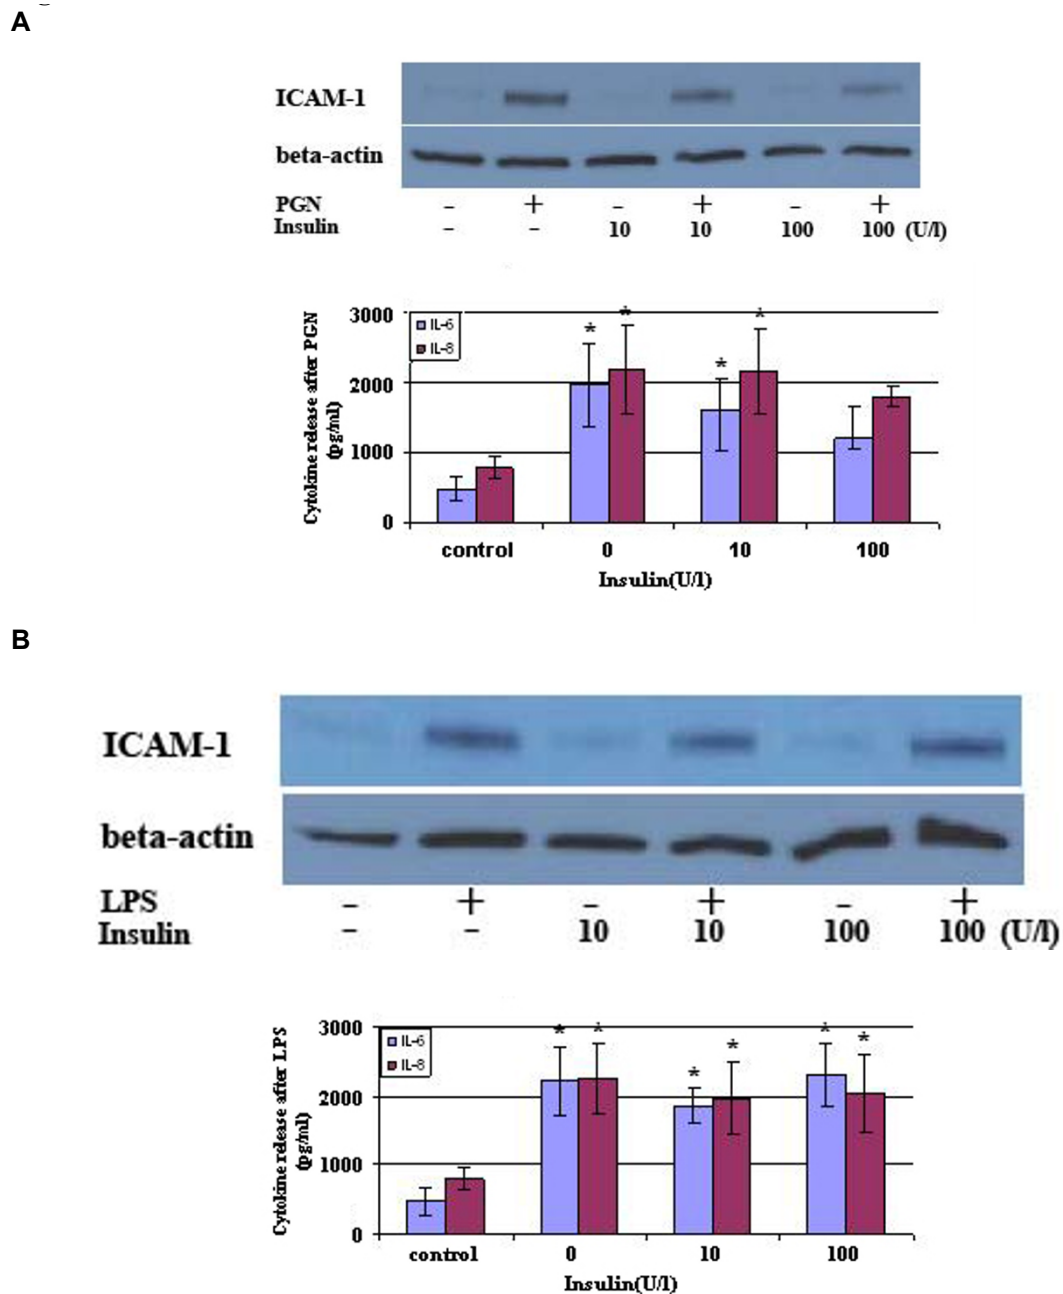 A
ICAM-1
beta-actin
PGN - + - + - +
Insulin - - 10 10 100 100 (U/l)
Cytokine release after PGN
(pg/ml)
3000
2000
1000
0
IL-6
IL-8
* * * *
control 0 10 100
Insulin(U/l)
B
ICAM-1
beta-actin
LPS - + - + - +
Insulin - - 10 10 100 100 (U/l)
Cytokine release after LPS
(pg/ml)
3000
2000
1000
0
IL-6
IL-8
* * * * * *
control 0 10 100
Insulin(U/l)